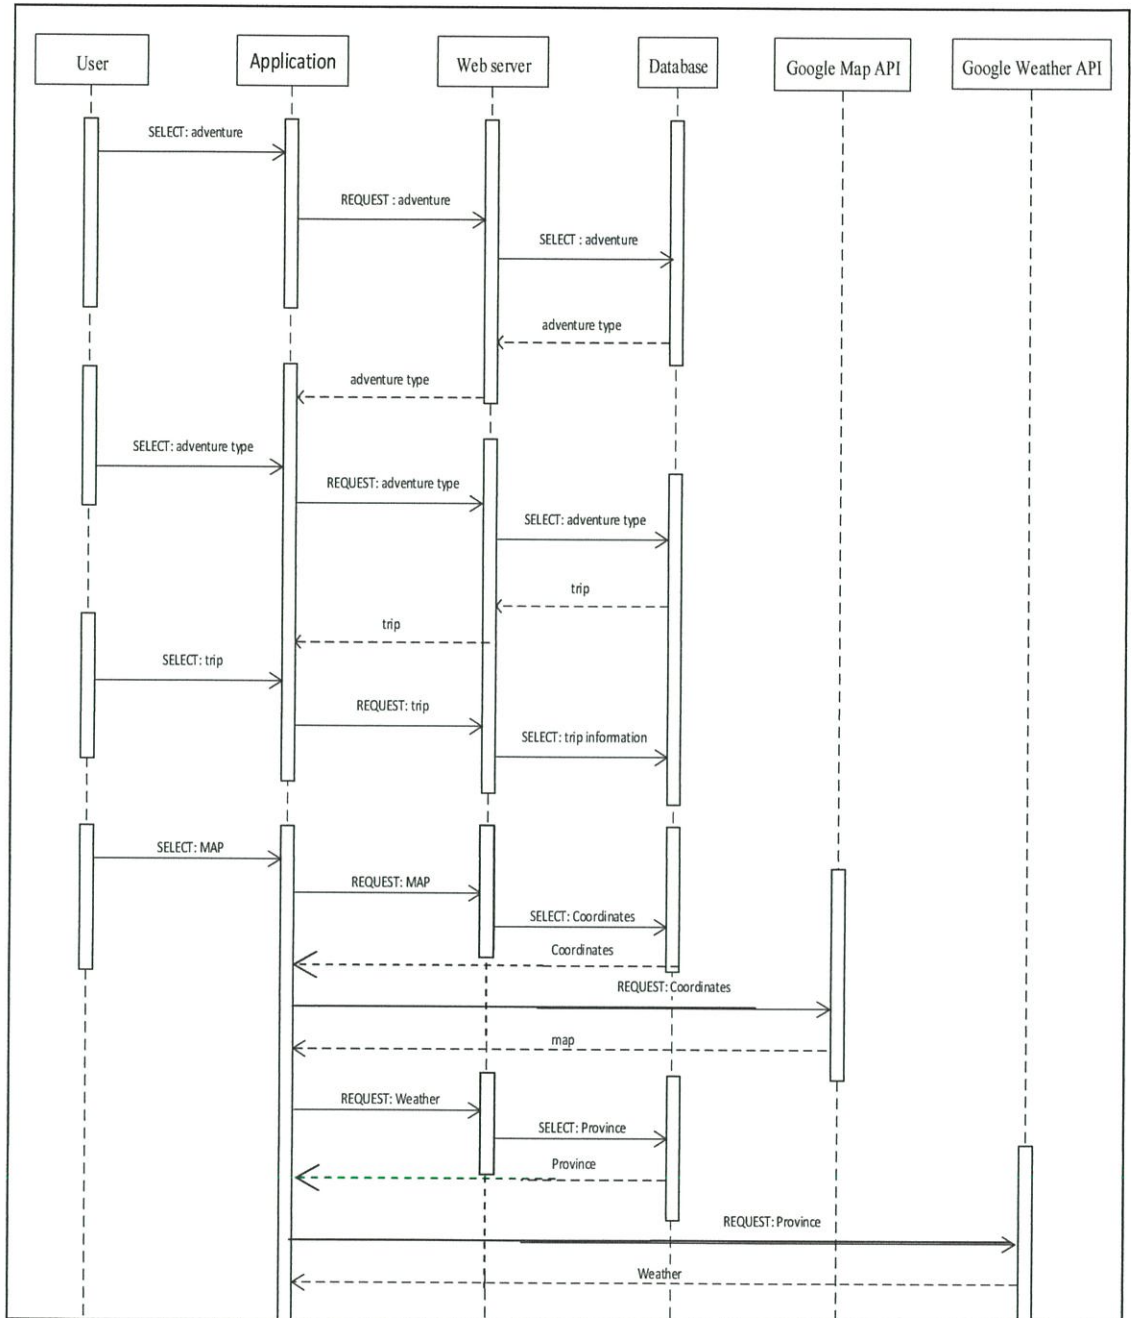 User
Application
Web server
Database
Google Map API
Google Weather API
SELECT: adventure
REQUEST : adventure
SELECT : adventure
adventure type
adventure type
SELECT: adventure type
REQUEST: adventure type
SELECT: adventure type
trip
trip
SELECT: trip
REQUEST: trip
SELECT: trip information
SELECT: MAP
REQUEST: MAP
SELECT: Coordinates
Coordinates
REQUEST: Coordinates
map
REQUEST: Weather
SELECT: Province
Province
REQUEST: Province
Weather